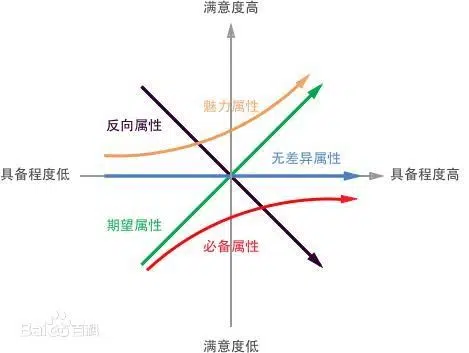 满意度高
魅力属性
反向属性
无差异属性
具备程度低
具备程度高
期望属性
必备属性
Baidu百科
满意度低